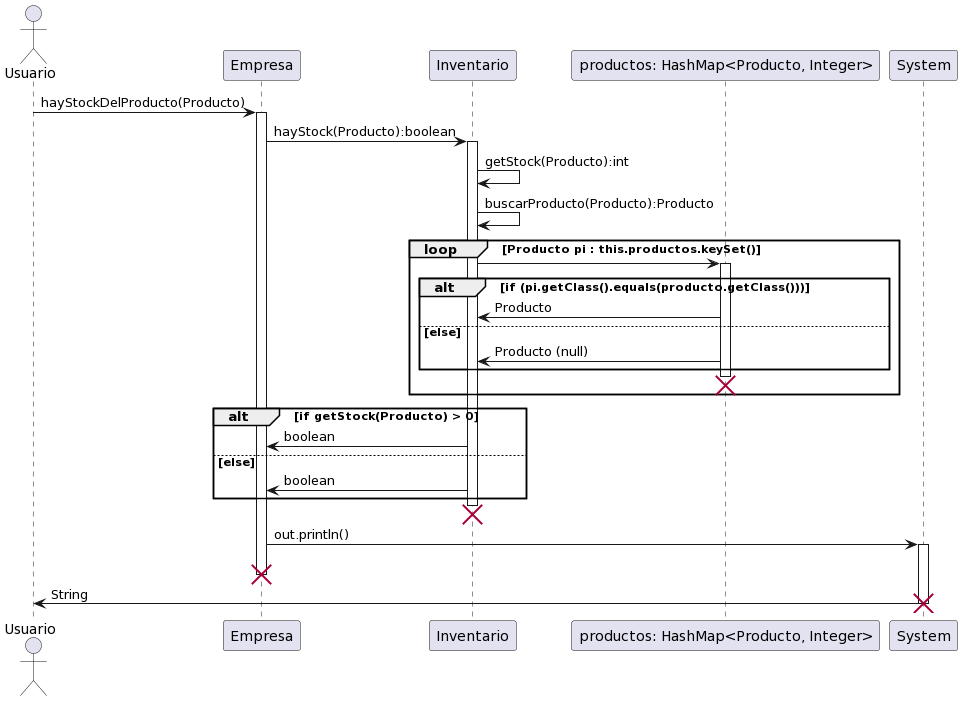 Usuario
Empresa
Inventario
productos: HashMap<Producto, Integer>
System
hayStockDelProducto(Producto)
hayStock(Producto):boolean
getStock(Producto):int
buscarProducto(Producto):Producto
loop [Producto pi : this.productos.keySet()]
alt [if (pi.getClass().equals(producto.getClass()))]
Producto
[else]
Producto (null)
alt [if getStock(Producto) > 0]
boolean
[else]
boolean
out.println()
String
Usuario
Empresa
Inventario
productos: HashMap<Producto, Integer>
System